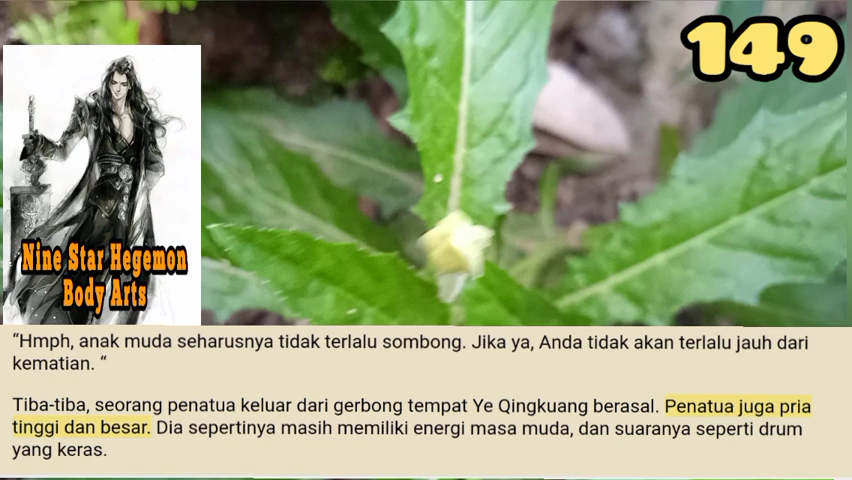 149
Nine Star Hegemon
Body Arts
“Hmph, anak muda seharusnya tidak terlalu sombong. Jika ya, Anda tidak akan terlalu jauh dari
kematian. “
Tiba-tiba, seorang penatua keluar dari gerbong tempat Ye Qingkuang berasal. Penatua juga pria
tinggi dan besar. Dia sepertinya masih memiliki energi masa muda, dan suaranya seperti drum
yang keras.